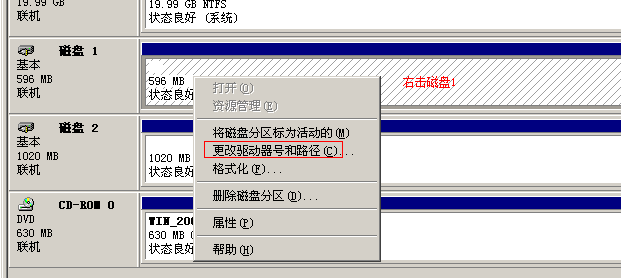 19.99 GB
联机
19.99 GB NTFS
状态良好 (系统)
磁盘 1
基本
596 MB
联机
596 MB
状态良好
右击磁盘1
打开(O)
资源管理(E)
将磁盘分区标为活动的(M)
更改驱动器号和路径(C)...
格式化(F)...
删除磁盘分区(D)...
属性(P)
帮助(H)
磁盘 2
基本
1020 MB
联机
1020 MB
状态良好
CD-ROM 0
DVD
630 MB
联机
WIN_200
630 MB
状态良好